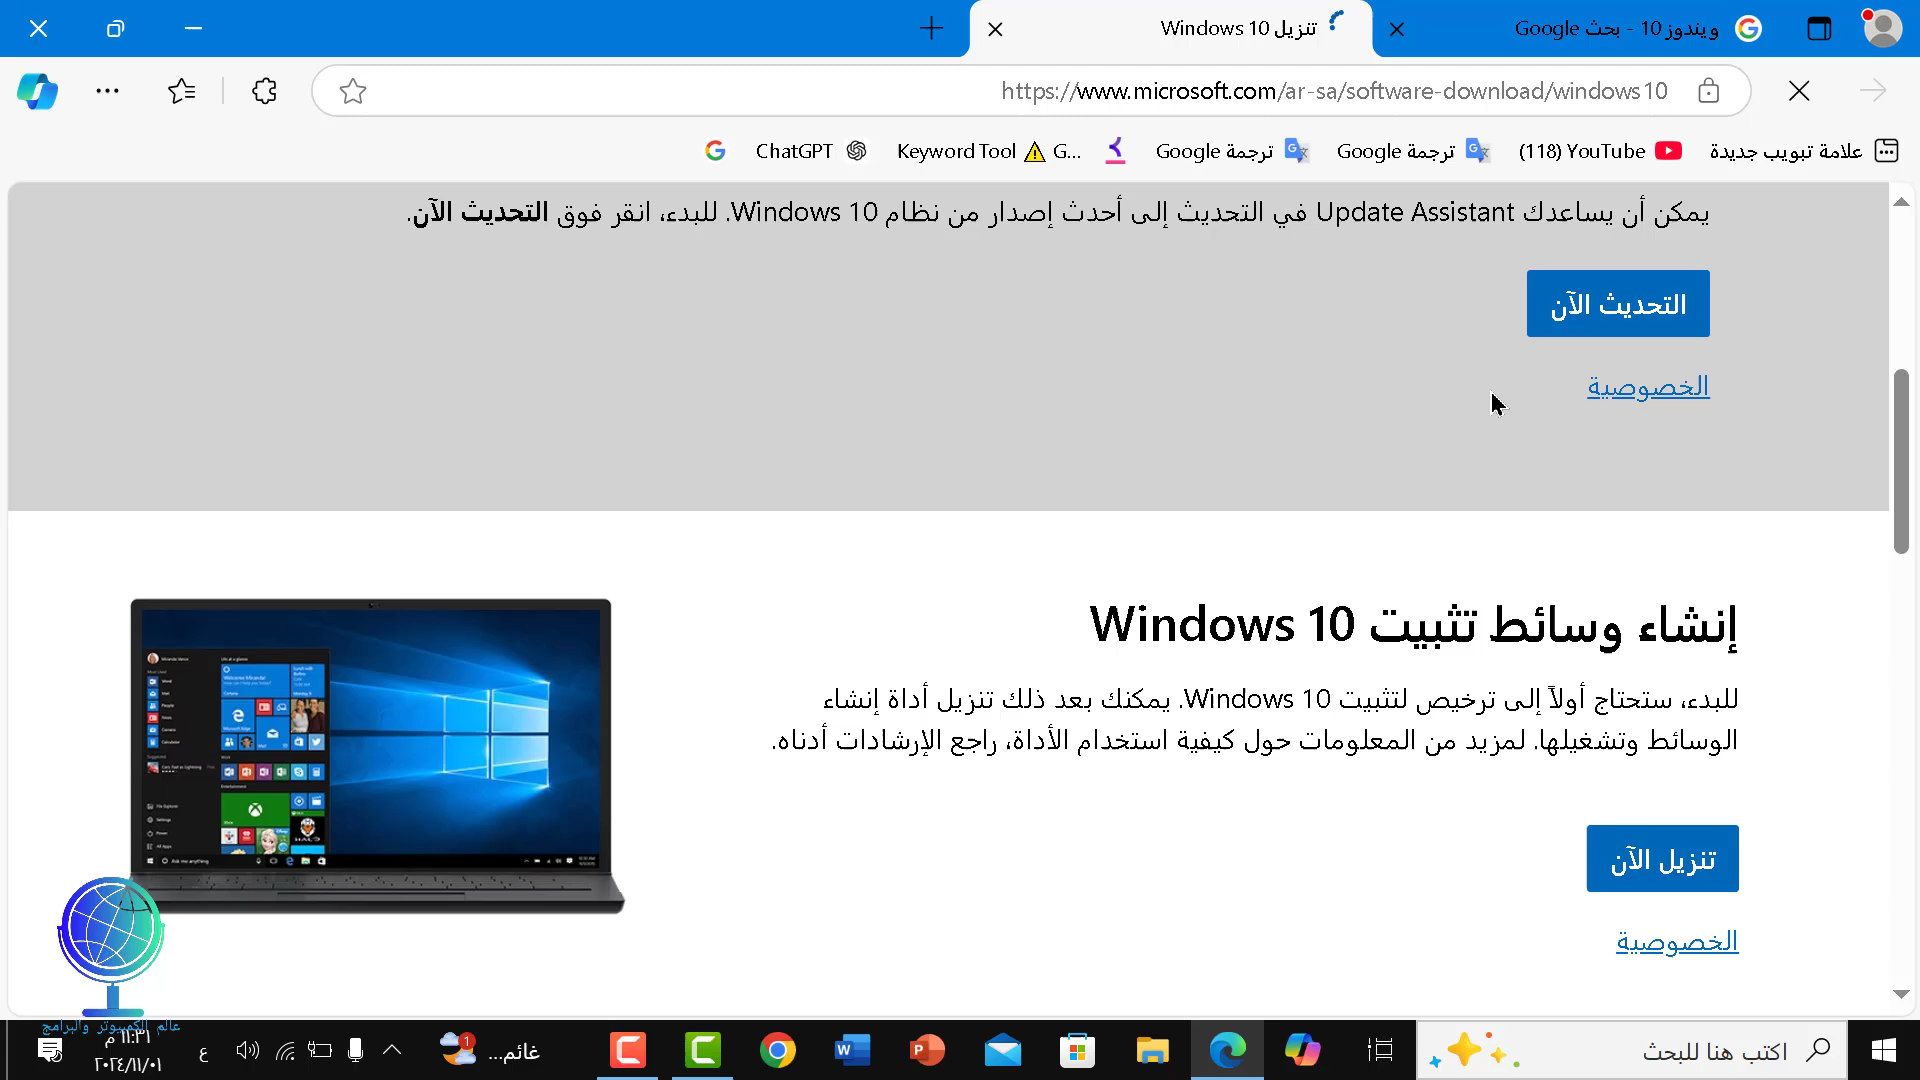 ويندوز 10 - بحث Google
تنزيل Windows 10
https://www.microsoft.com/ar-sa/software-download/windows10
علامة تبويب جديدة
(118) YouTube
ترجمة Google
ترجمة Google
Keyword Tool ⚠ G...
ChatGPT
يمكن أن يساعدك Update Assistant في التحديث إلى أحدث إصدار من نظام Windows 10. للبدء، انقر فوق التحديث الآن.
التحديث الآن
الخصوصية
إنشاء وسائط تثبيت Windows 10
للبدء، ستحتاج أولاً إلى ترخيص لتثبيت Windows 10. يمكنك بعد ذلك تنزيل أداة إنشاء
الوسائط وتشغيلها. لمزيد من المعلومات حول كيفية استخدام الأداة، راجع الإرشادات أدناه.
تنزيل الآن
الخصوصية
عالم الكمبيوتر والبرامج
اكتب هنا للبحث
غائم...
1
ع
١١:٣١ م
٢٠٢٤/١١/٠١